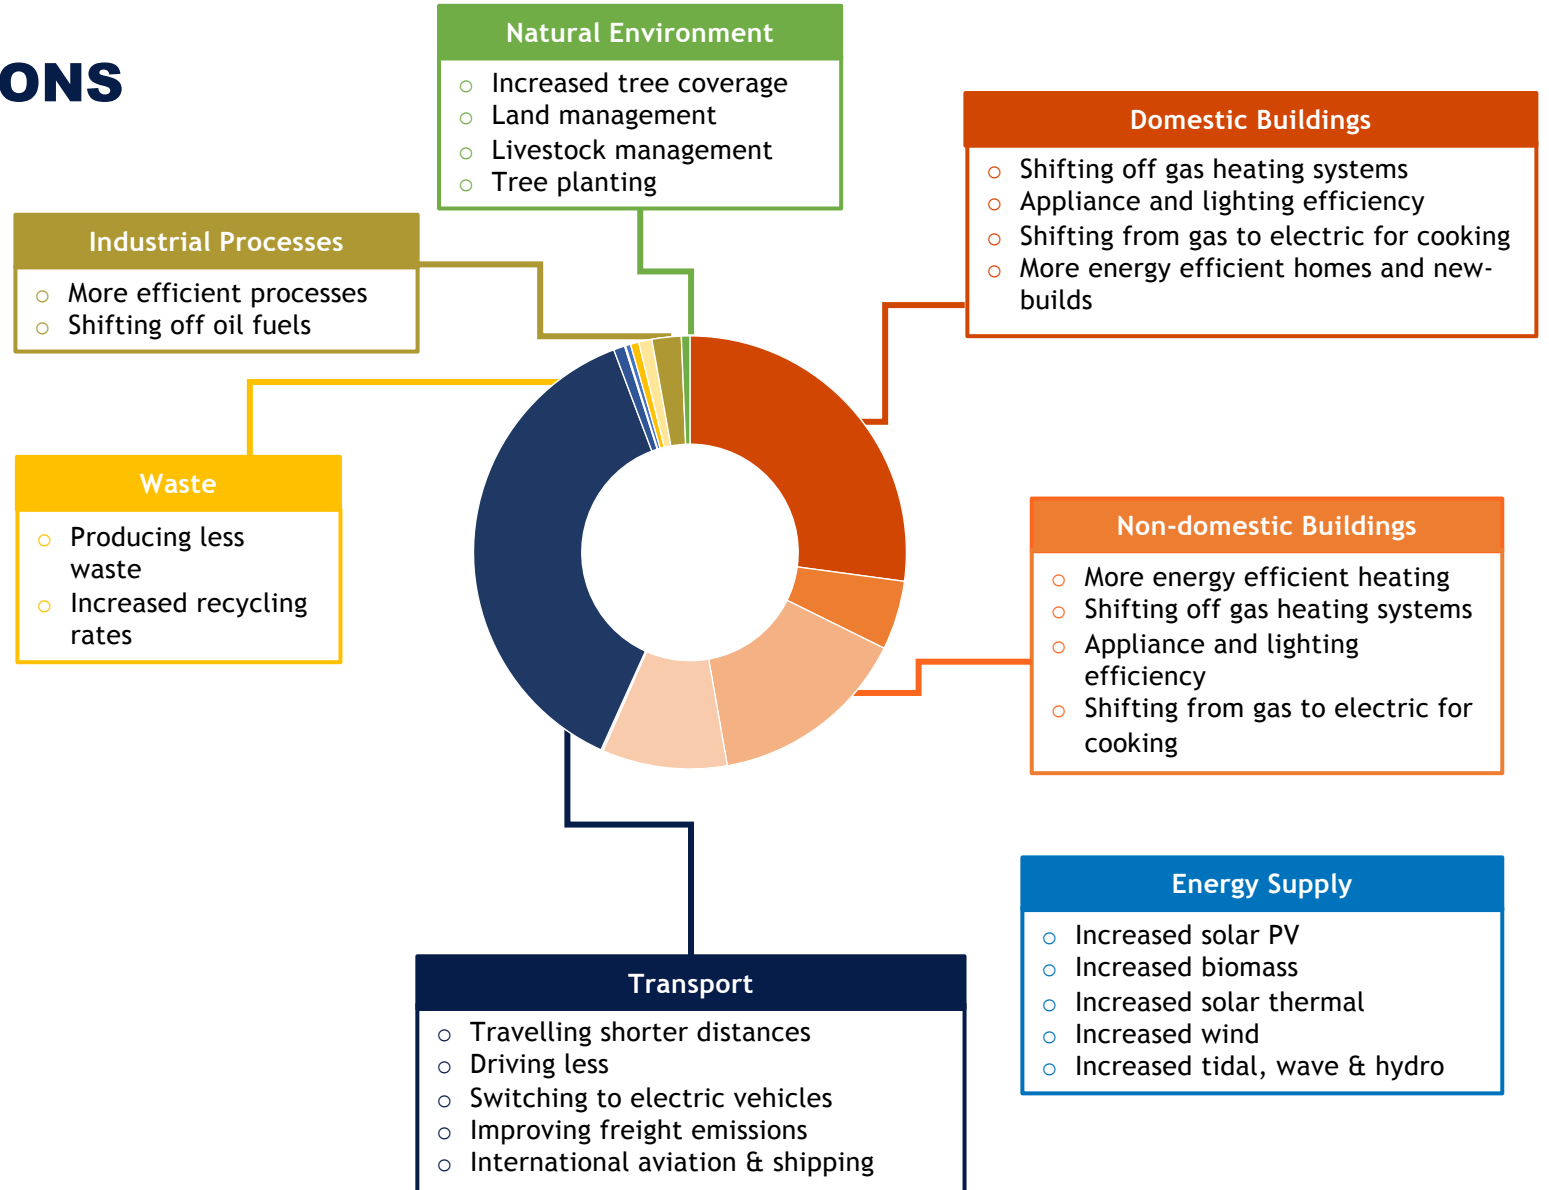 ONS
Natural Environment
○ Increased tree coverage
○ Land management
○ Livestock management
○ Tree planting
Domestic Buildings
○ Shifting off gas heating systems
○ Appliance and lighting efficiency
○ Shifting from gas to electric for cooking
○ More energy efficient homes and new-
builds
Industrial Processes
○ More efficient processes
○ Shifting off oil fuels
Waste
○ Producing less
waste
○ Increased recycling
rates
Non-domestic Buildings
○ More energy efficient heating
○ Shifting off gas heating systems
○ Appliance and lighting
efficiency
○ Shifting from gas to electric for
cooking
Energy Supply
○ Increased solar PV
○ Increased biomass
○ Increased solar thermal
○ Increased wind
○ Increased tidal, wave & hydro
Transport
○ Travelling shorter distances
○ Driving less
○ Switching to electric vehicles
○ Improving freight emissions
○ International aviation & shipping